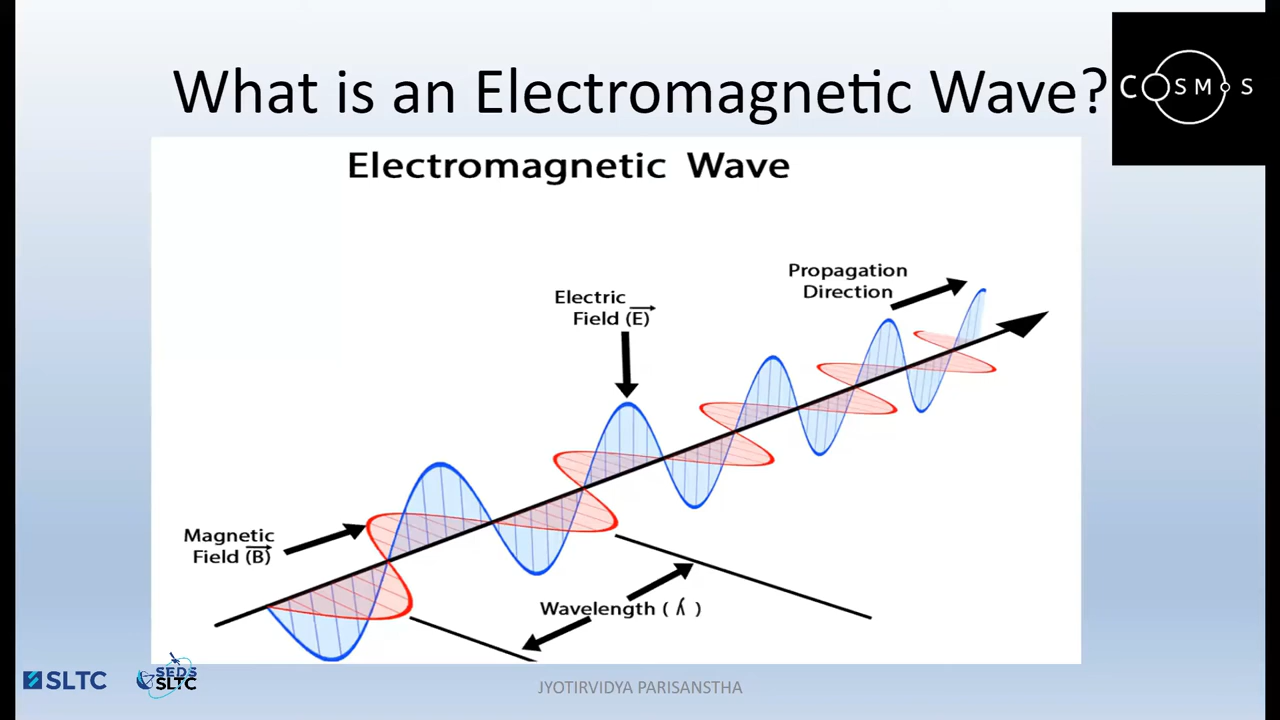 What is an Electromagnetic Wave?
COSMOS
Electromagnetic Wave
Propagation
Direction
Electric
Field (E)
Magnetic
Field (B)
Wavelength ( λ )
SLTC
SEDS
SLTC
JYOTIRVIDYA PARISANSTHA